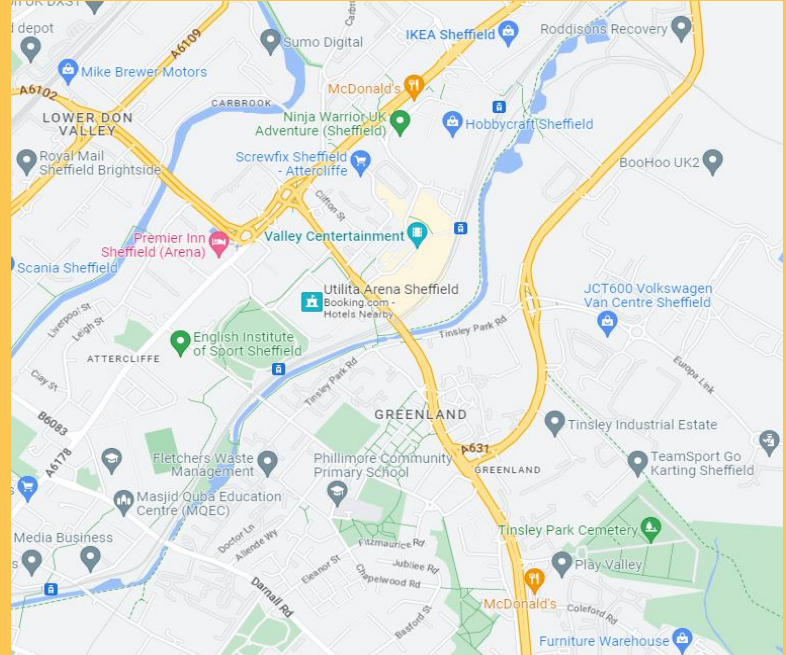 depot
A6109
Sumo Digital
Carbr
IKEA Sheffield
Roddisons Recovery
Mike Brewer Motors
A6102
McDonald's
CARBROOK
LOWER DON
VALLEY
Ninja Warrior UK
Adventure (Sheffield)
Hobbycraft Sheffield
Royal Mail
Sheffield Brightside
Screwfix Sheffield
- Attercliffe
BooHoo UK2
Clifton St
Premier Inn
Sheffield (Arena)
Valley Centertainment
Scania Sheffield
Utilita Arena Sheffield
Booking.com -
Hotels Nearby
JCT600 Volkswagen
Van Centre Sheffield
Liverpool St
Leigh St
English Institute
of Sport Sheffield
Tinsley Park Rd
ATTERCLIFFE
Europa Link
Clay St
Tinsley Park Rd
GREENLAND
B6083
Tinsley Industrial Estate
A6178
A631
Fletchers Waste
Management
Phillimore Community
Primary School
GREENLAND
TeamSport Go
Karting Sheffield
Masjid Quba Education
Centre (MQEC)
Tinsley Park Cemetery
Media Business
Doctor Ln
Allende Wy
Fitzmaurice Rd
Jubilee Rd
Play Valley
Eleanor St
Chapelwood Rd
Darnall Rd
McDonald's
Coleford Rd
Basford St
Furniture Warehouse